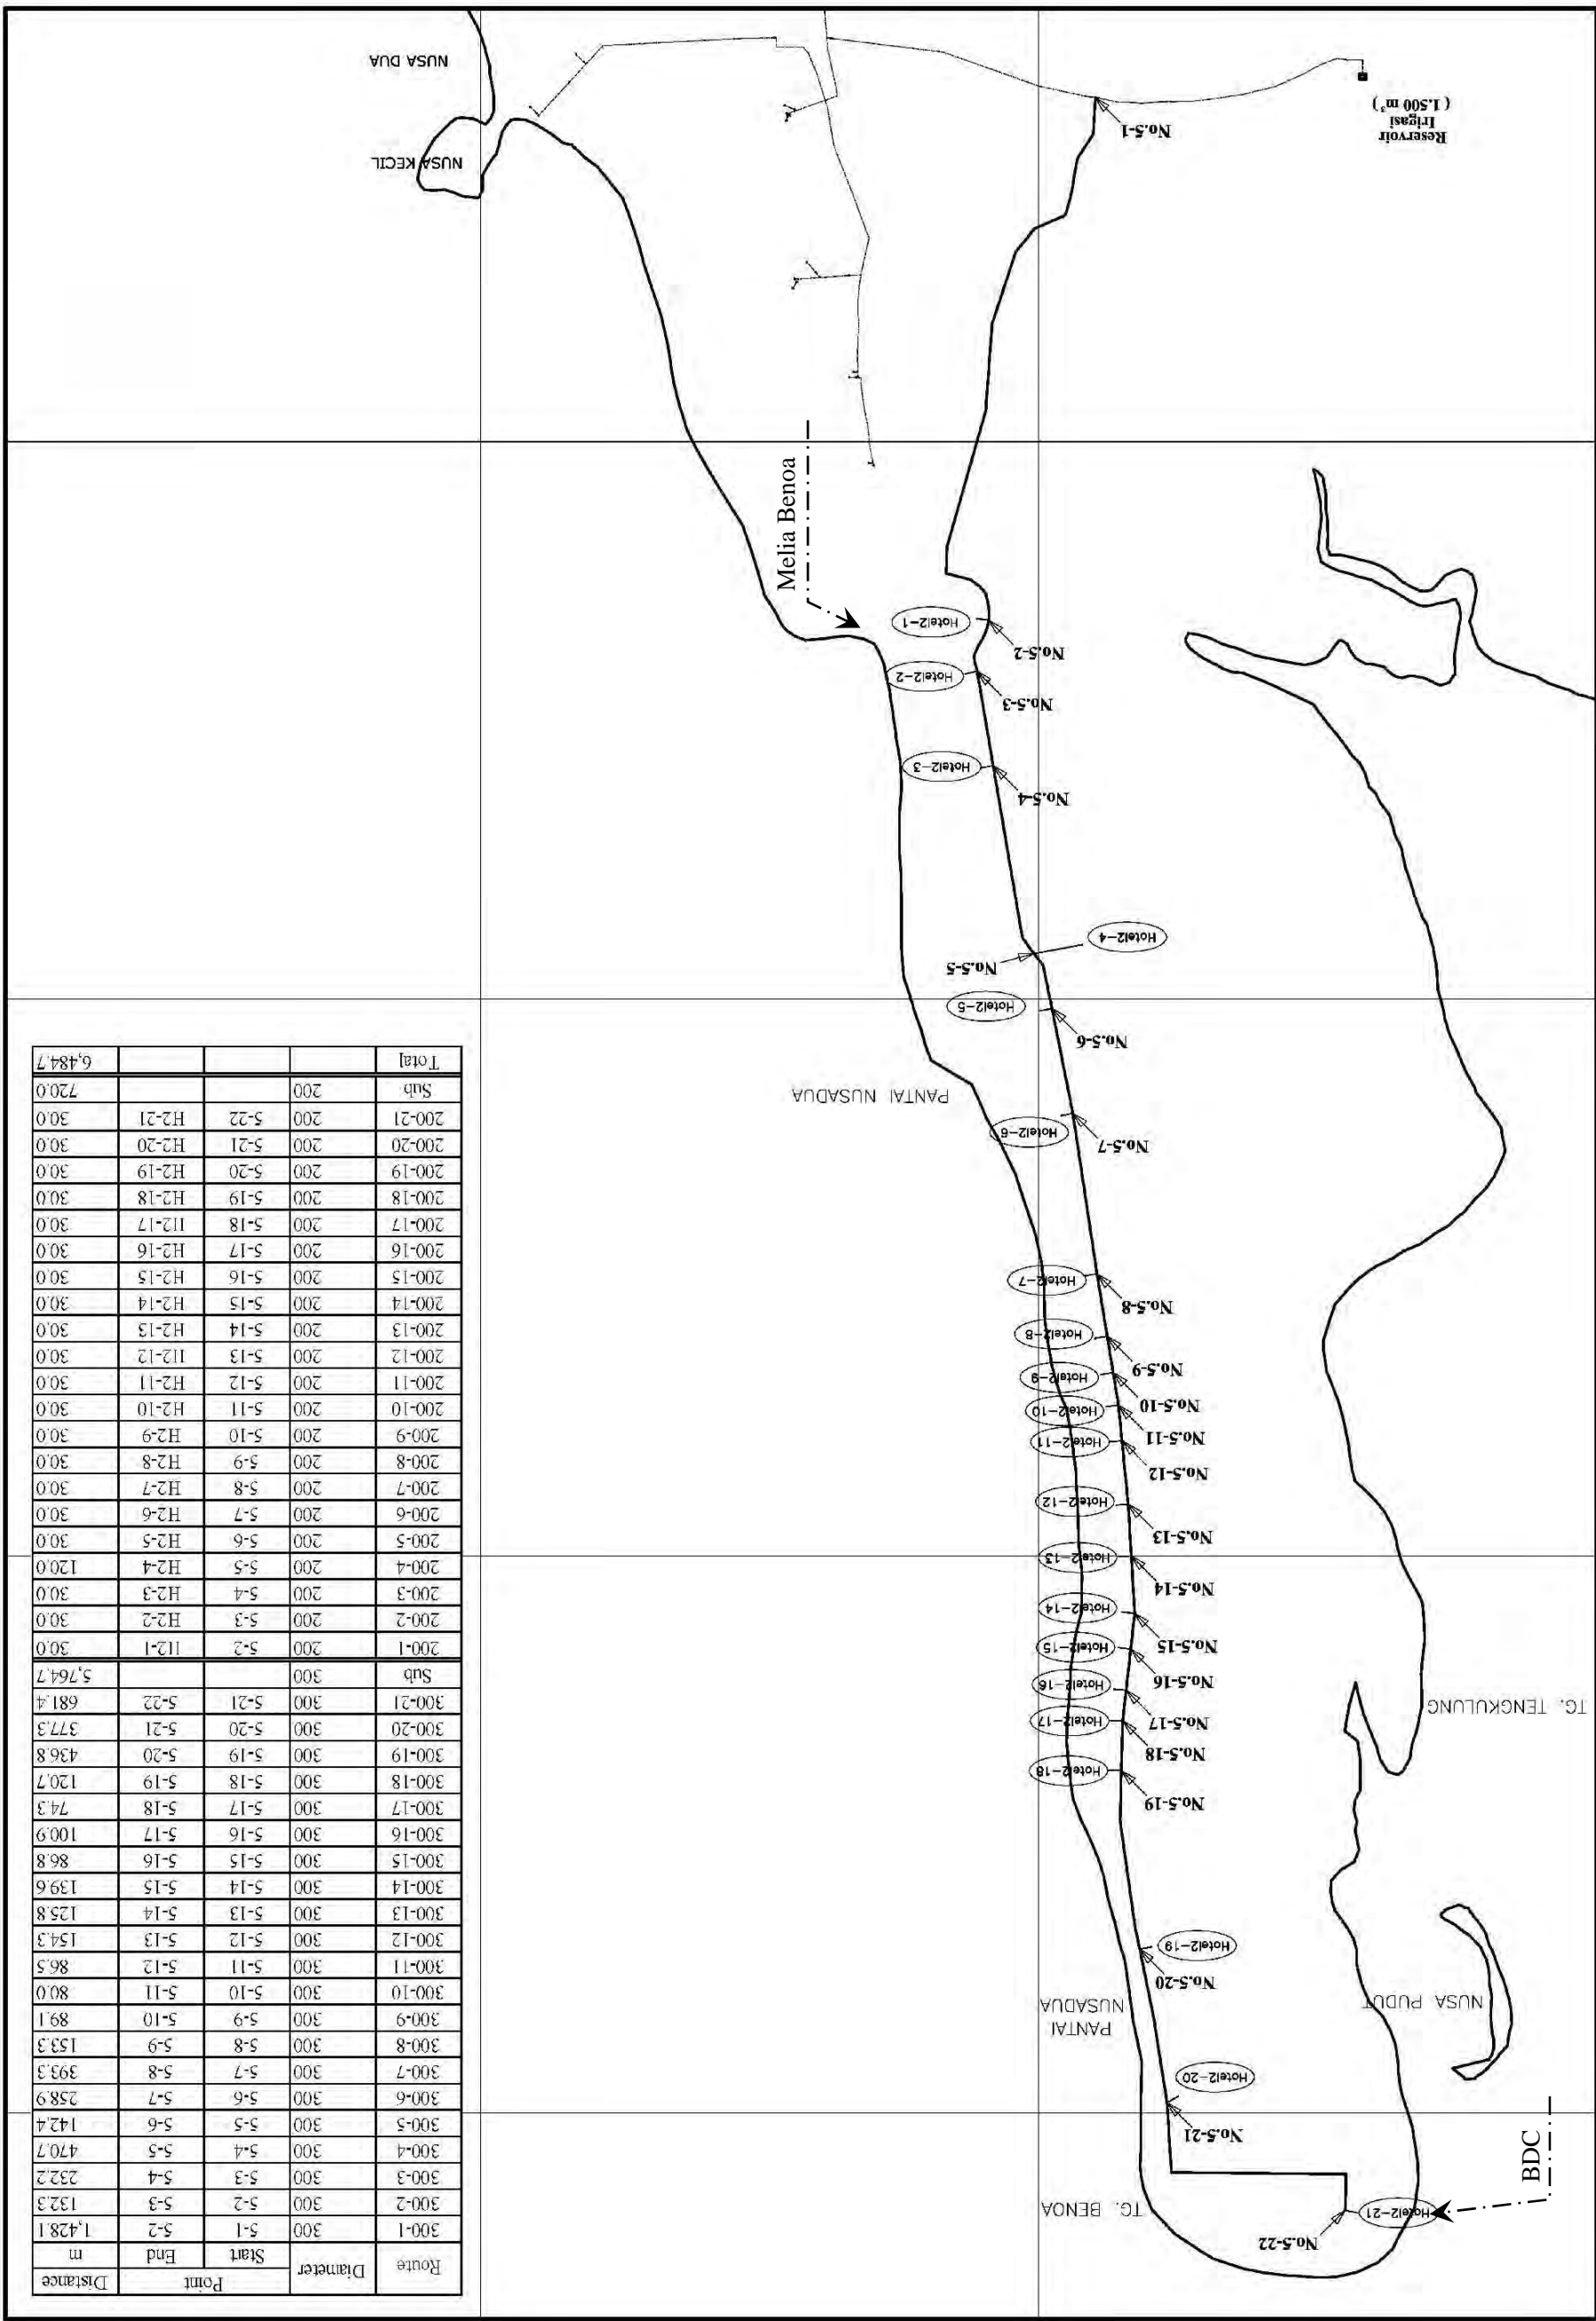 No.5-22
Hotel2-21
BDC
TG. BENOA
No.5-21
Hotel2-20
PANTAI
NUSADUA
NUSA PUDUT
No.5-20
Hotel2-19
No.5-19
Hotel2-18
No.5-18
Hotel2-17
No.5-17
Hotel2-16
TG. TENGKULUNG
No.5-16
Hotel2-15
No.5-15
Hotel2-14
No.5-14
Hotel2-13
No.5-13
Hotel2-12
No.5-12
Hotel2-11
No.5-11
Hotel2-10
No.5-10
Hotel2-9
No.5-9
Hotel2-8
No.5-8
Hotel2-7
No.5-7
Hotel2-6
PANTAI NUSADUA
No.5-6
Hotel2-5
No.5-5
Hotel2-4
No.5-4
Hotel2-3
No.5-3
Hotel2-2
No.5-2
Hotel2-1
Melia Benoa
No.5-1
Reservoir
Irigasi
( 1.500 m³ )
NUSA KECIL
NUSA DUA
Route Diameter Point Distance
Start End m
300-1 300 5-1 5-2 1,428.1
300-2 300 5-2 5-3 132.3
300-3 300 5-3 5-4 232.2
300-4 300 5-4 5-5 470.7
300-5 300 5-5 5-6 142.4
300-6 300 5-6 5-7 258.9
300-7 300 5-7 5-8 393.3
300-8 300 5-8 5-9 153.3
300-9 300 5-9 5-10 89.1
300-10 300 5-10 5-11 80.0
300-11 300 5-11 5-12 86.5
300-12 300 5-12 5-13 154.3
300-13 300 5-13 5-14 125.8
300-14 300 5-14 5-15 139.6
300-15 300 5-15 5-16 86.8
300-16 300 5-16 5-17 100.9
300-17 300 5-17 5-18 74.3
300-18 300 5-18 5-19 120.7
300-19 300 5-19 5-20 436.8
300-20 300 5-20 5-21 377.3
300-21 300 5-21 5-22 681.4
Sub 300 5,764.7
200-1 200 5-2 H2-1 30.0
200-2 200 5-3 H2-2 30.0
200-3 200 5-4 H2-3 30.0
200-4 200 5-5 H2-4 120.0
200-5 200 5-6 H2-5 30.0
200-6 200 5-7 H2-6 30.0
200-7 200 5-8 H2-7 30.0
200-8 200 5-9 H2-8 30.0
200-9 200 5-10 H2-9 30.0
200-10 200 5-11 H2-10 30.0
200-11 200 5-12 H2-11 30.0
200-12 200 5-13 H2-12 30.0
200-13 200 5-14 H2-13 30.0
200-14 200 5-15 H2-14 30.0
200-15 200 5-16 H2-15 30.0
200-16 200 5-17 H2-16 30.0
200-17 200 5-18 H2-17 30.0
200-18 200 5-19 H2-18 30.0
200-19 200 5-20 H2-19 30.0
200-20 200 5-21 H2-20 30.0
200-21 200 5-22 H2-21 30.0
Sub 200 720.0
Total 6,484.7